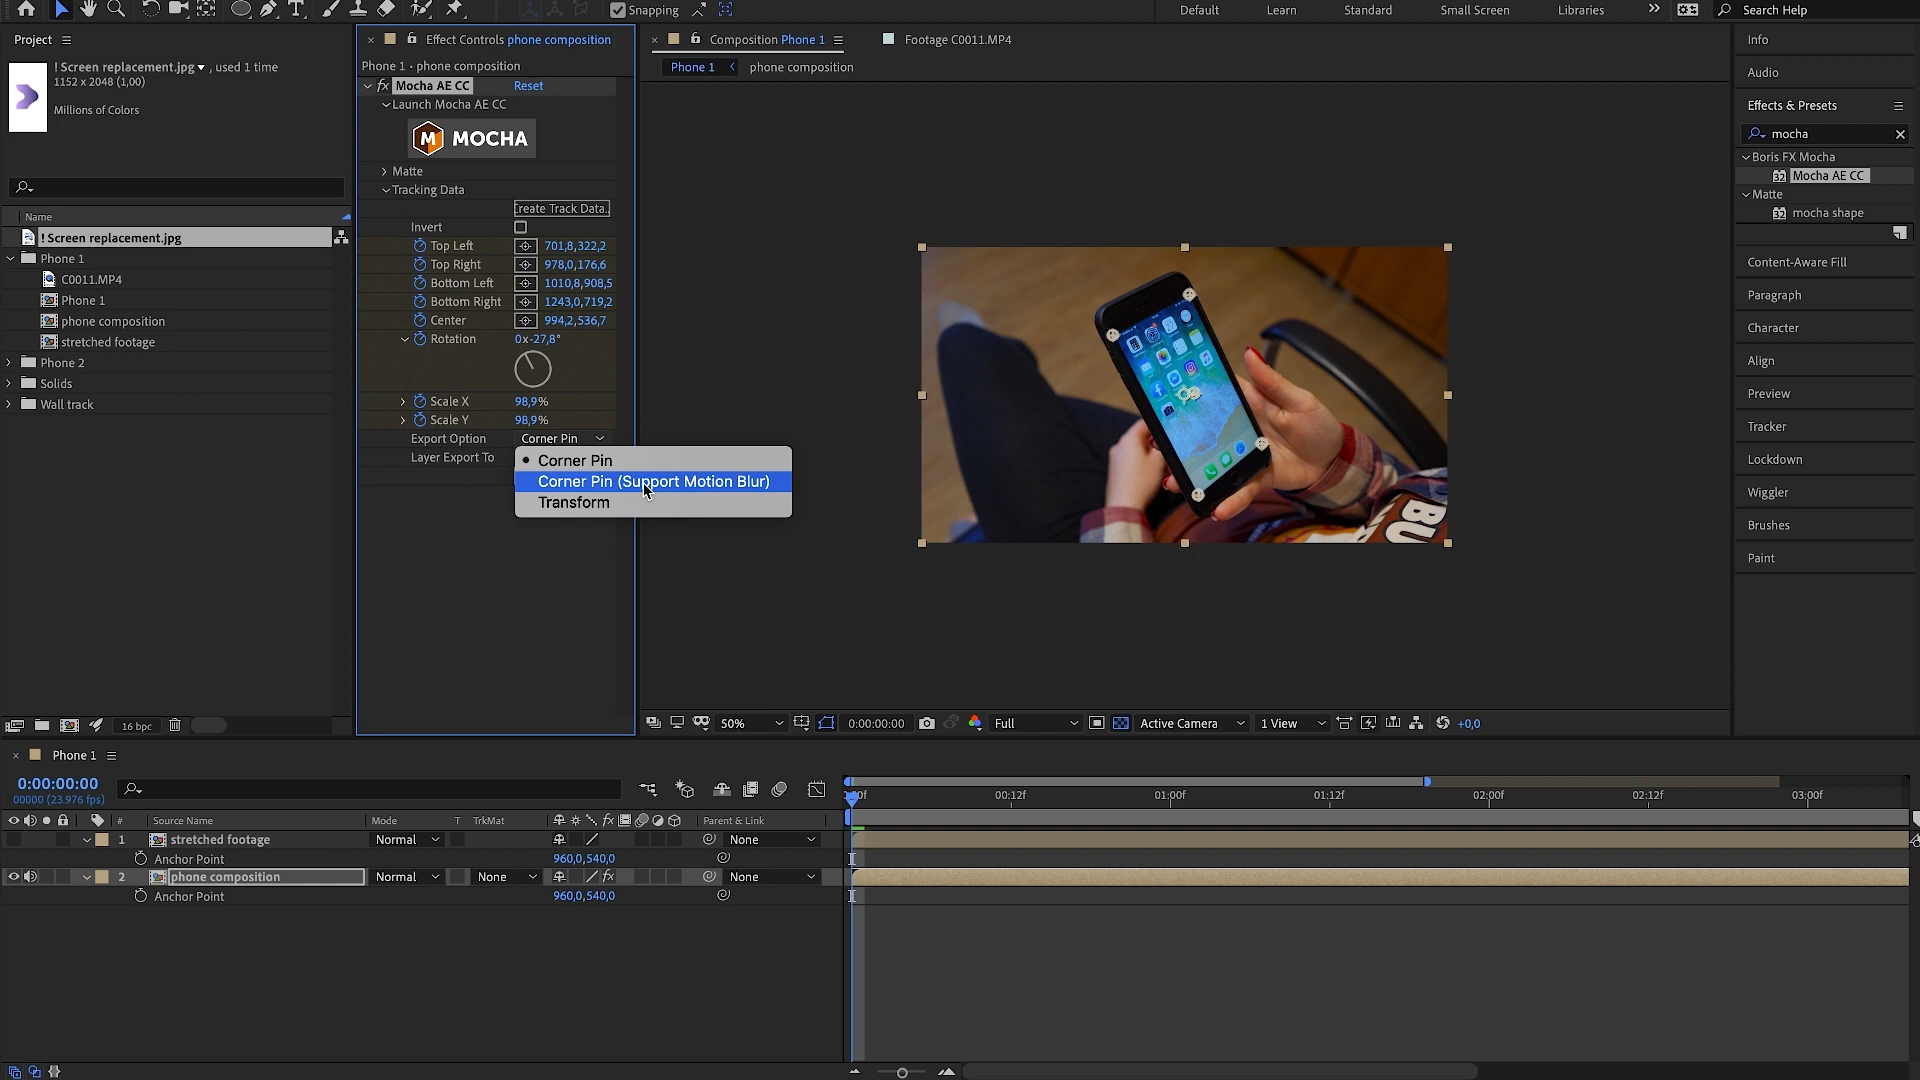 Snapping
Default
Learn
Standard
Small Screen
Libraries
Search Help
Project
! Screen replacement.jpg , used 1 time
1152 x 2048 (1,00)
Millions of Colors
Name
! Screen replacement.jpg
Phone 1
C0011.MP4
Phone 1
phone composition
stretched footage
Phone 2
Solids
Wall track
16 bpc
Effect Controls phone composition
Phone 1 • phone composition
fx Mocha AE CC Reset
Launch Mocha AE CC
M MOCHA
Matte
Tracking Data
Create Track Data..
Invert
Top Left 701,8,322,2
Top Right 978,0,176,6
Bottom Left 1010,8,908,5
Bottom Right 1243,0,719,2
Center 994,2,536,7
Rotation 0x-27,8°
Scale X 98,9%
Scale Y 98,9%
Export Option Corner Pin
Layer Export To
Corner Pin
Corner Pin (Support Motion Blur)
Transform
Composition Phone 1
Footage C0011.MP4
Phone 1
phone composition
BU
50%
0:00:00:00
Full
Active Camera
1 View
+0,0
Info
Audio
Effects & Presets
mocha
Boris FX Mocha
32 Mocha AE CC
Matte
32 mocha shape
Content-Aware Fill
Paragraph
Character
Align
Preview
Tracker
Lockdown
Wiggler
Brushes
Paint
Phone 1
0:00:00:00
00000 (23.976 fps)
00:12f
01:00f
01:12f
02:00f
02:12f
03:00f
# Source Name Mode T TrkMat fx Parent & Link
1 stretched footage Normal None
Anchor Point 960,0,540,0
2 phone composition Normal None fx None
Anchor Point 960,0,540,0